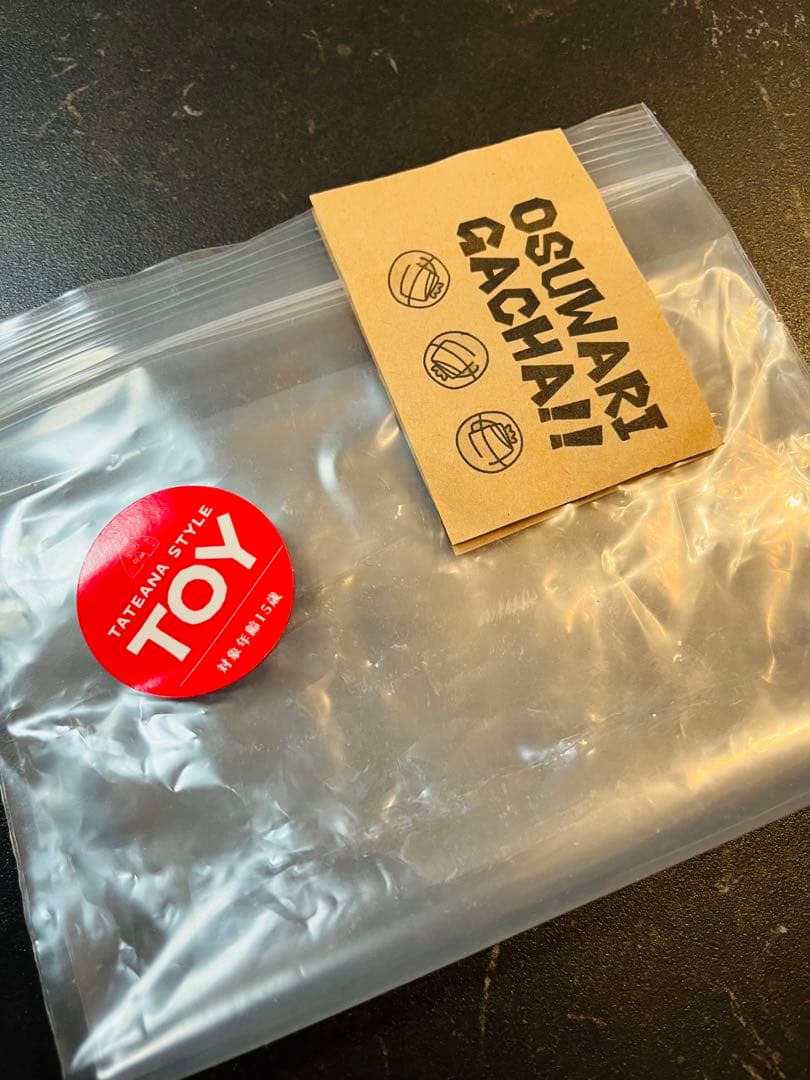 OSUWARI
GACHA!!
TATEANA STYLE
TOY
対象年齢15歳